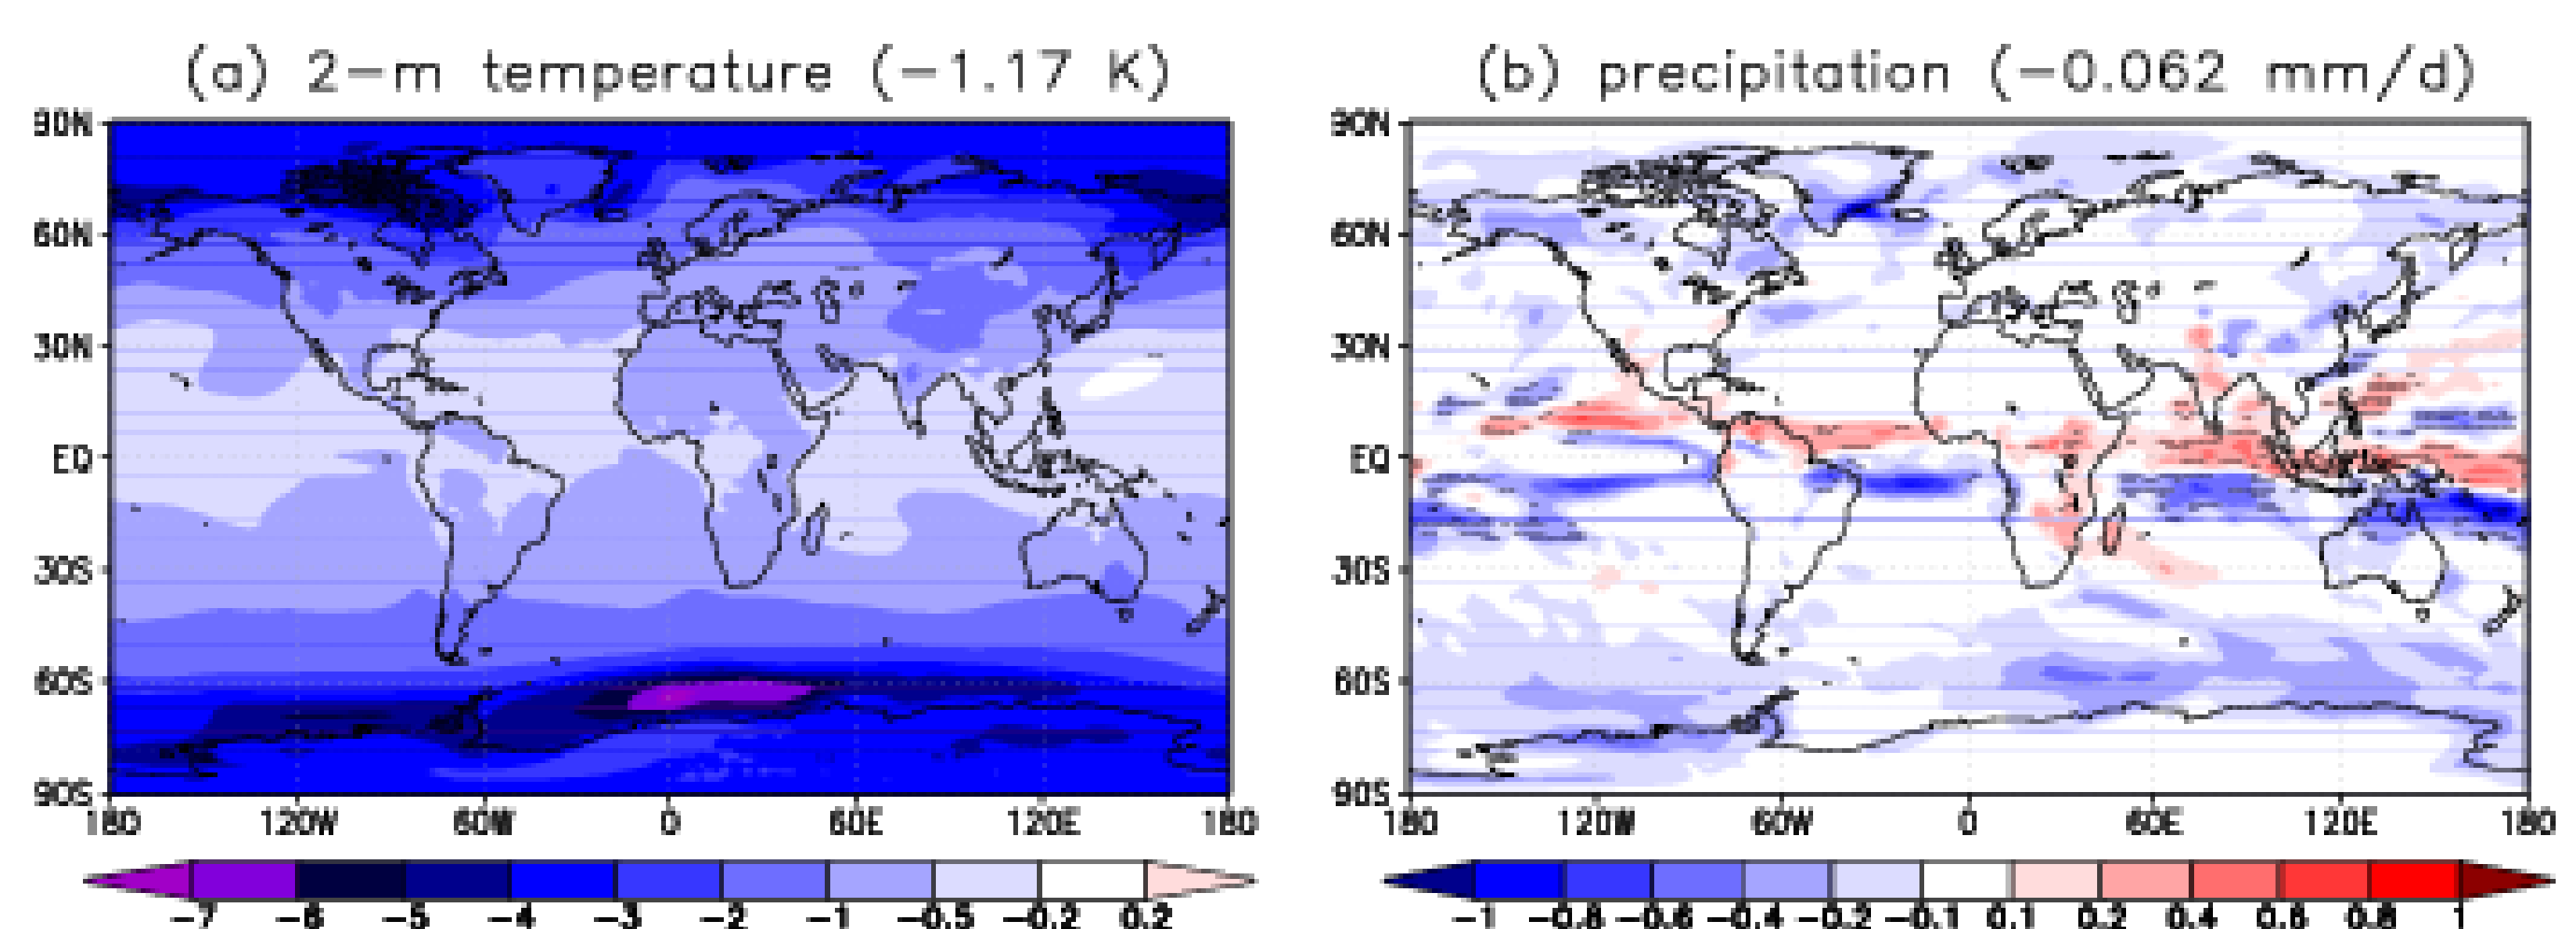 (a) 2-m temperature (-1.17 K)
90N
60N
30N
EQ
30S
60S
90S
180 120W 60W 0 60E 120E 180
-7 -6 -5 -4 -3 -2 -1 -0.5 -0.2 0.2
(b) precipitation (-0.062 mm/d)
90N
60N
30N
EQ
30S
60S
90S
180 120W 60W 0 60E 120E 180
-1 -0.8 -0.6 -0.4 -0.2 -0.1 0.1 0.2 0.4 0.6 0.8 1